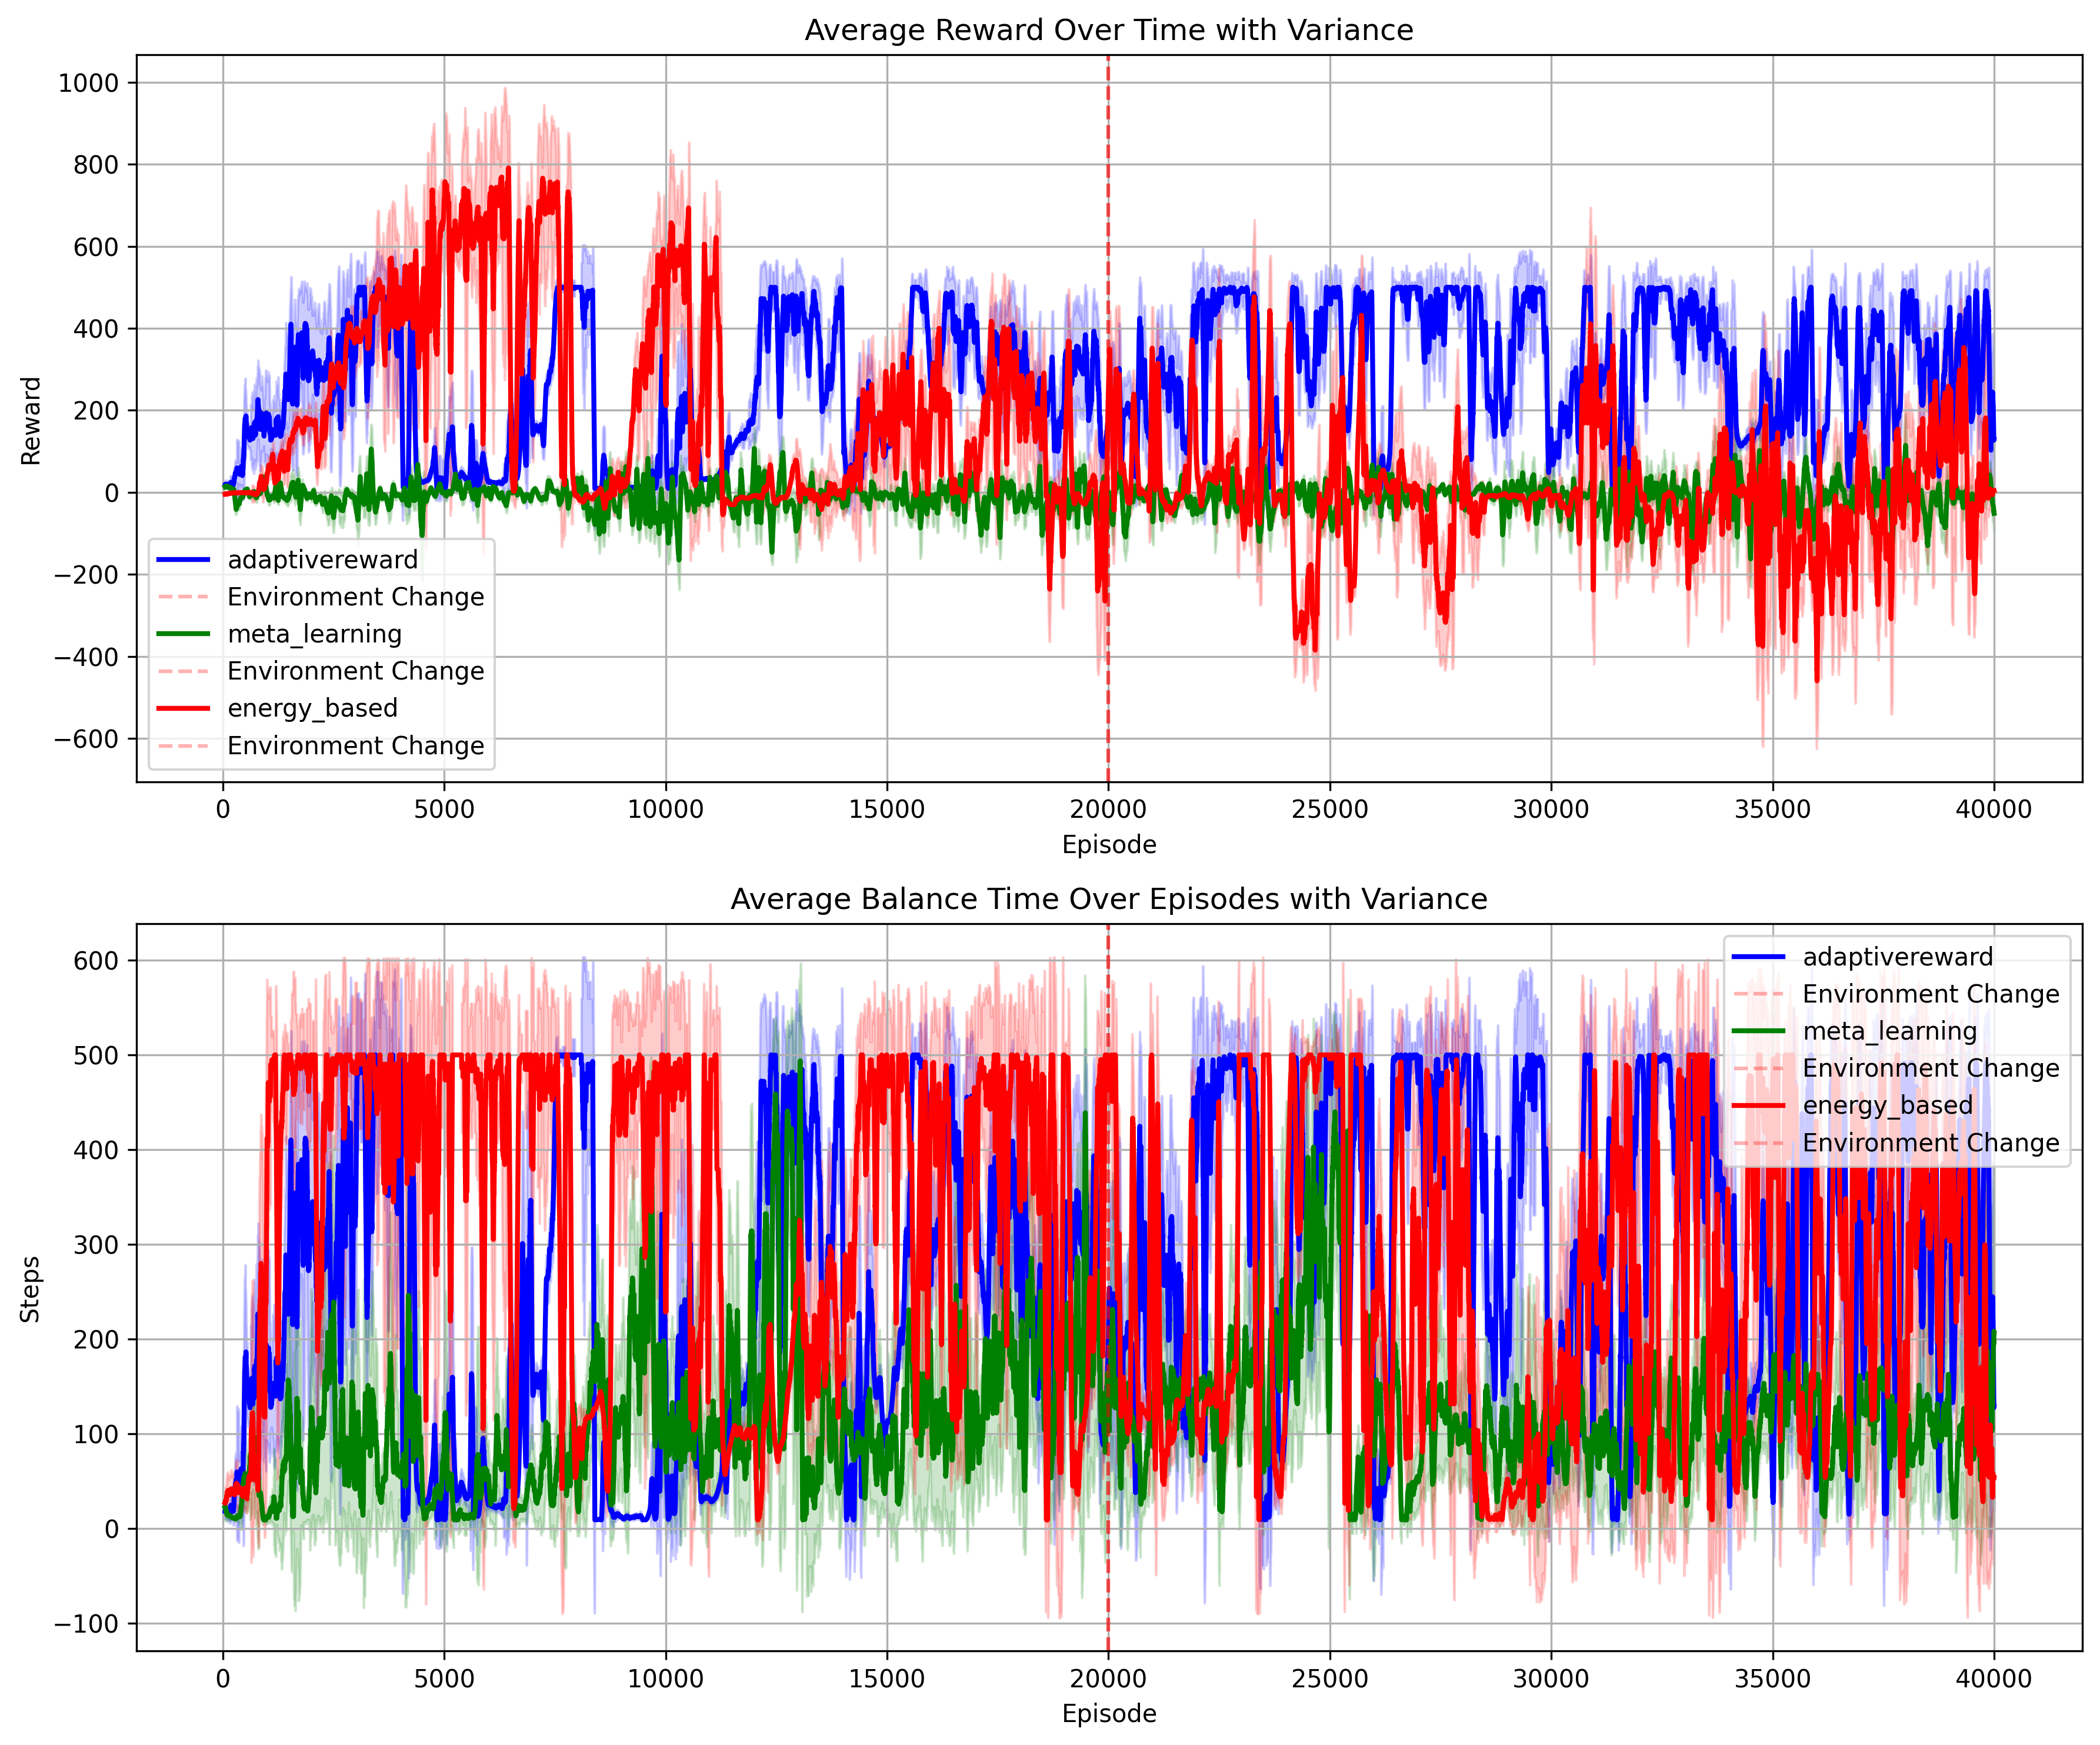 Average Reward Over Time with Variance
1000
800
600
400
200
0
−200
−400
−600
Reward
adaptivereward
Environment Change
meta_learning
Environment Change
energy_based
Environment Change
0 5000 10000 15000 20000 25000 30000 35000 40000
Episode
Average Balance Time Over Episodes with Variance
600
500
400
300
200
100
0
−100
Steps
adaptivereward
Environment Change
meta_learning
Environment Change
energy_based
Environment Change
0 5000 10000 15000 20000 25000 30000 35000 40000
Episode